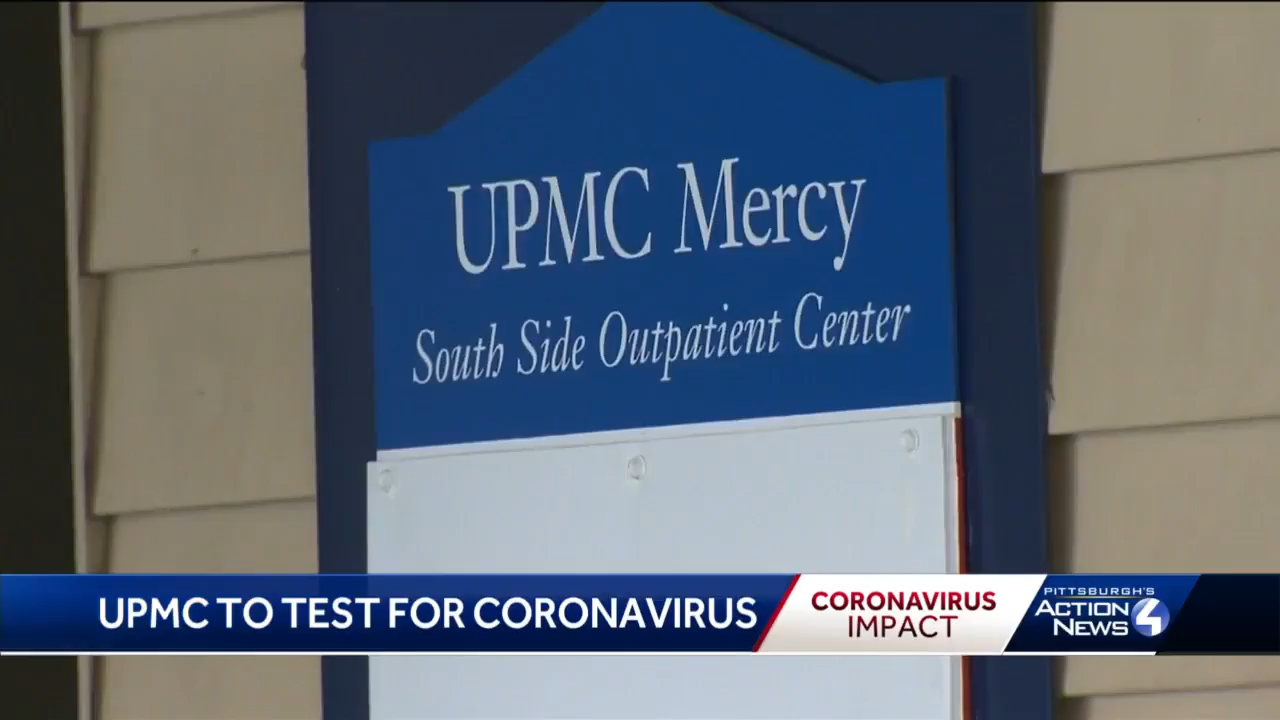 UPMC Mercy
South Side Outpatient Center
UPMC TO TEST FOR CORONAVIRUS
CORONAVIRUS
IMPACT
PITTSBURGH'S
ACTION
NEWS 4